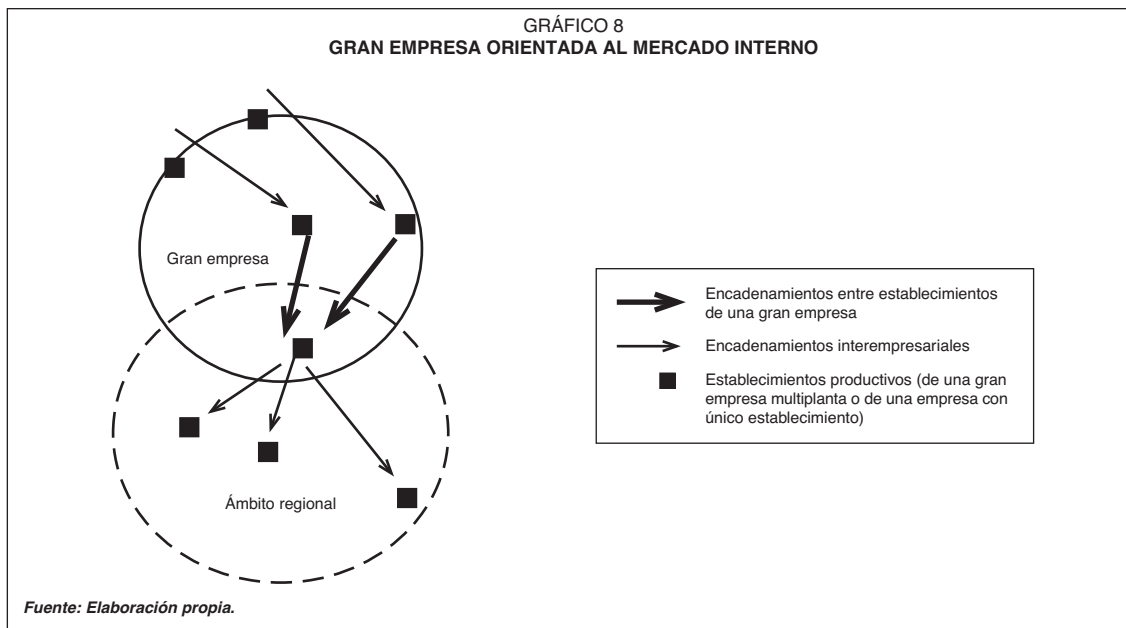 GRÁFICO 8
GRAN EMPRESA ORIENTADA AL MERCADO INTERNO
Gran empresa
Ámbito regional
Encadenamientos entre establecimientos
de una gran empresa
Encadenamientos interempresariales
Establecimientos productivos (de una gran
empresa multiplanta o de una empresa con
único establecimiento)
Fuente: Elaboración propia.